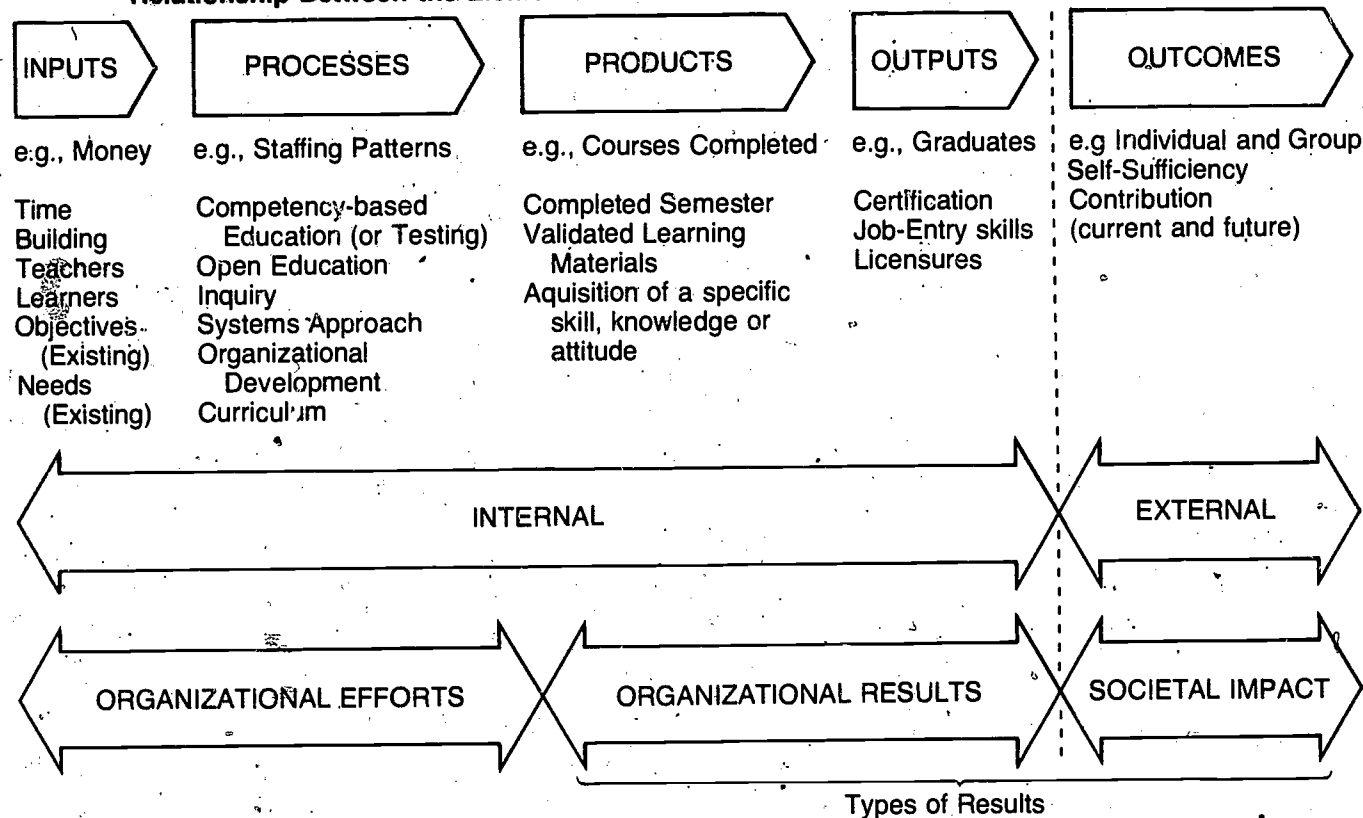 INPUTS
PROCESSES
PRODUCTS
OUTPUTS
OUTCOMES
e.g., Money
Time
Building
Teachers
Learners
Objectives
(Existing)
Needs
(Existing)
e.g., Staffing Patterns
Competency-based
Education (or Testing)
Open Education
Inquiry
Systems Approach
Organizational
Development
Curriculum
e.g., Courses Completed
Completed Semester
Validated Learning
Materials
Aquisition of a specific
skill, knowledge or
attitude
e.g., Graduates
Certification
Job-Entry skills
Licensures
e.g Individual and Group
Self-Sufficiency
Contribution
(current and future)
INTERNAL
EXTERNAL
ORGANIZATIONAL EFFORTS
ORGANIZATIONAL RESULTS
SOCIETAL IMPACT
Types of Results